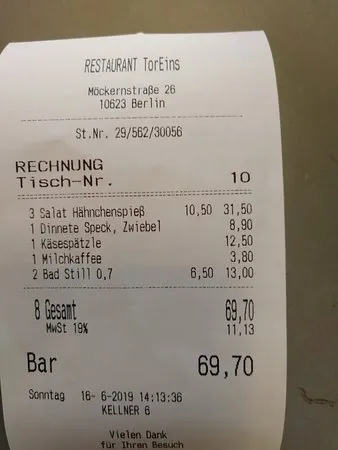 RESTAURANT TorEins
Möckernstraße 26
10623 Berlin
St.Nr. 29/562/30056
RECHNUNG
Tisch-Nr. 10
3 Salat Hähnchenspieß 10,50 31,50
1 Dinnete Speck, Zwiebel 8,90
1 Käsespätzle 12,50
1 Milchkaffee 3,80
2 Bad Still 0,7 6,50 13,00
8 Gesamt 69,70
MwSt 19% 11,13
Bar 69,70
Sonntag 16- 6-2019 14:13:36
KELLNER 6
Vielen Dank
für Ihren Besuch